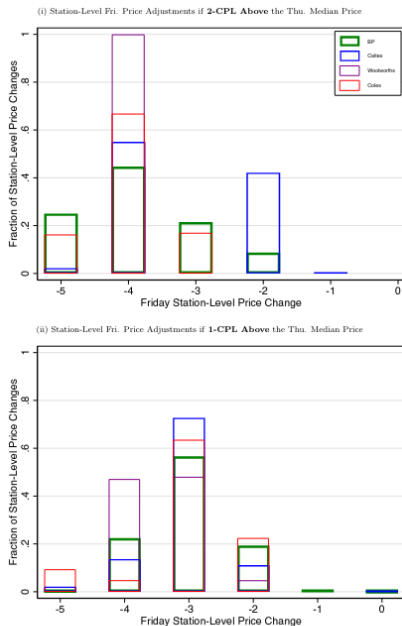 (i) Station-Level Fri. Price Adjustments if 2-CPL Above the Thu. Median Price
Fraction of Station-Level Price Changes
1
.8
.6
.4
.2
0
BP
Caltex
Woolworths
Coles
-5 -4 -3 -2 -1 0
Friday Station-Level Price Change
(ii) Station-Level Fri. Price Adjustments if 1-CPL Above the Thu. Median Price
Fraction of Station-Level Price Changes
1
.8
.6
.4
.2
0
-5 -4 -3 -2 -1 0
Friday Station-Level Price Change